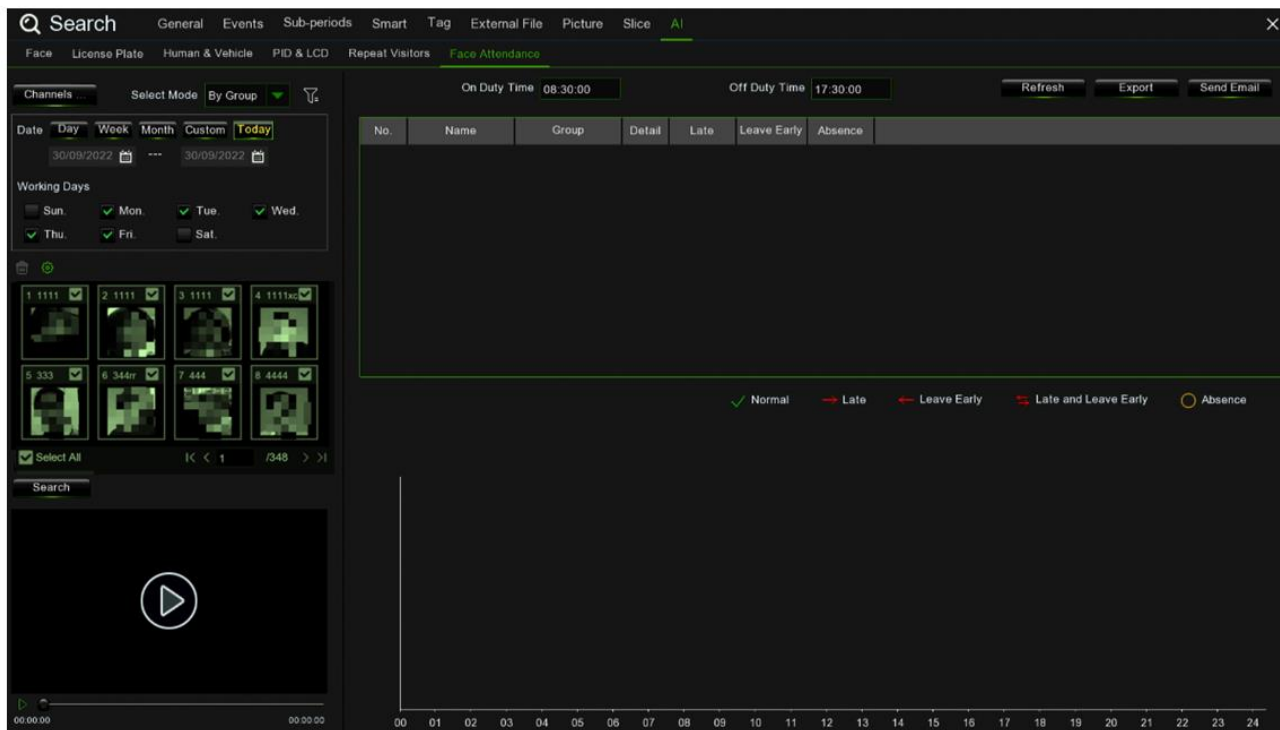 Search General Events Sub-periods Smart Tag External File Picture Slice AI
Face License Plate Human & Vehicle PID & LCD Repeat Visitors Face Attendance
Channels ... Select Mode By Group
On Duty Time 08:30:00 Off Duty Time 17:30:00 Refresh Export Send Email
Date Day Week Month Custom Today
30/09/2022 --- 30/09/2022
Working Days
Sun. Mon. Tue. Wed.
Thu. Fri. Sat.
No. Name Group Detail Late Leave Early Absence
1 1111 2 1111 3 1111 4 1111xc
5 333 6 344rr 7 444 8 4444
Select All 1 /348
Search
00:00:00 00:00:00
Normal Late Leave Early Late and Leave Early Absence
00 01 02 03 04 05 06 07 08 09 10 11 12 13 14 15 16 17 18 19 20 21 22 23 24